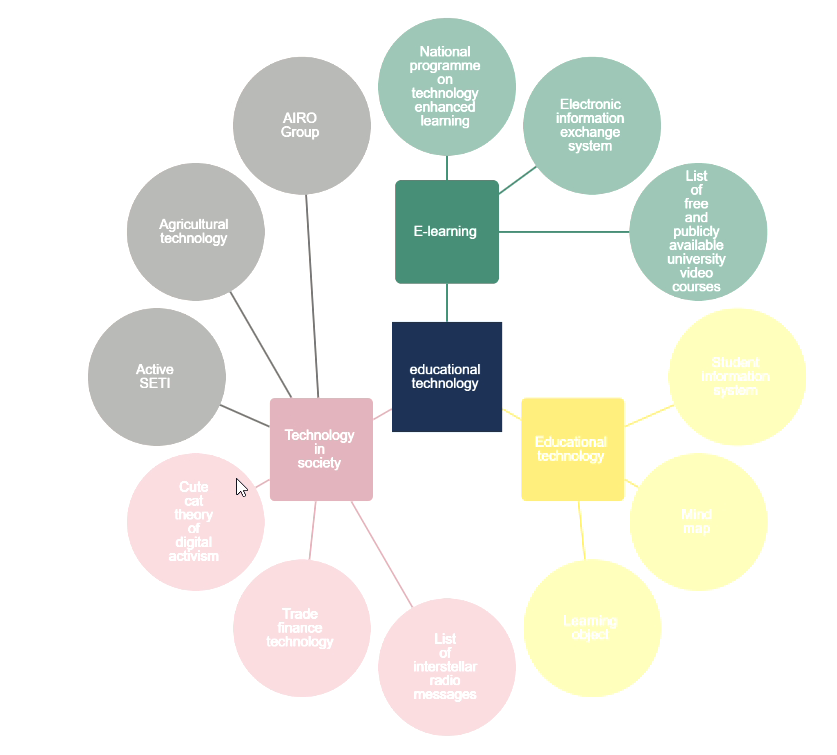 National
programme
on
technology
enhanced
learning
Electronic
information
exchange
system
AIRO
Group
List
of
free
and
publicly
available
university
video
courses
Agricultural
technology
E-learning
Student
information
system
Active
SETI
educational
technology
Technology
in
society
Educational
technology
Cute
cat
theory
of
digital
activism
Mind
map
Trade
finance
technology
Learning
object
List
of
interstellar
radio
messages